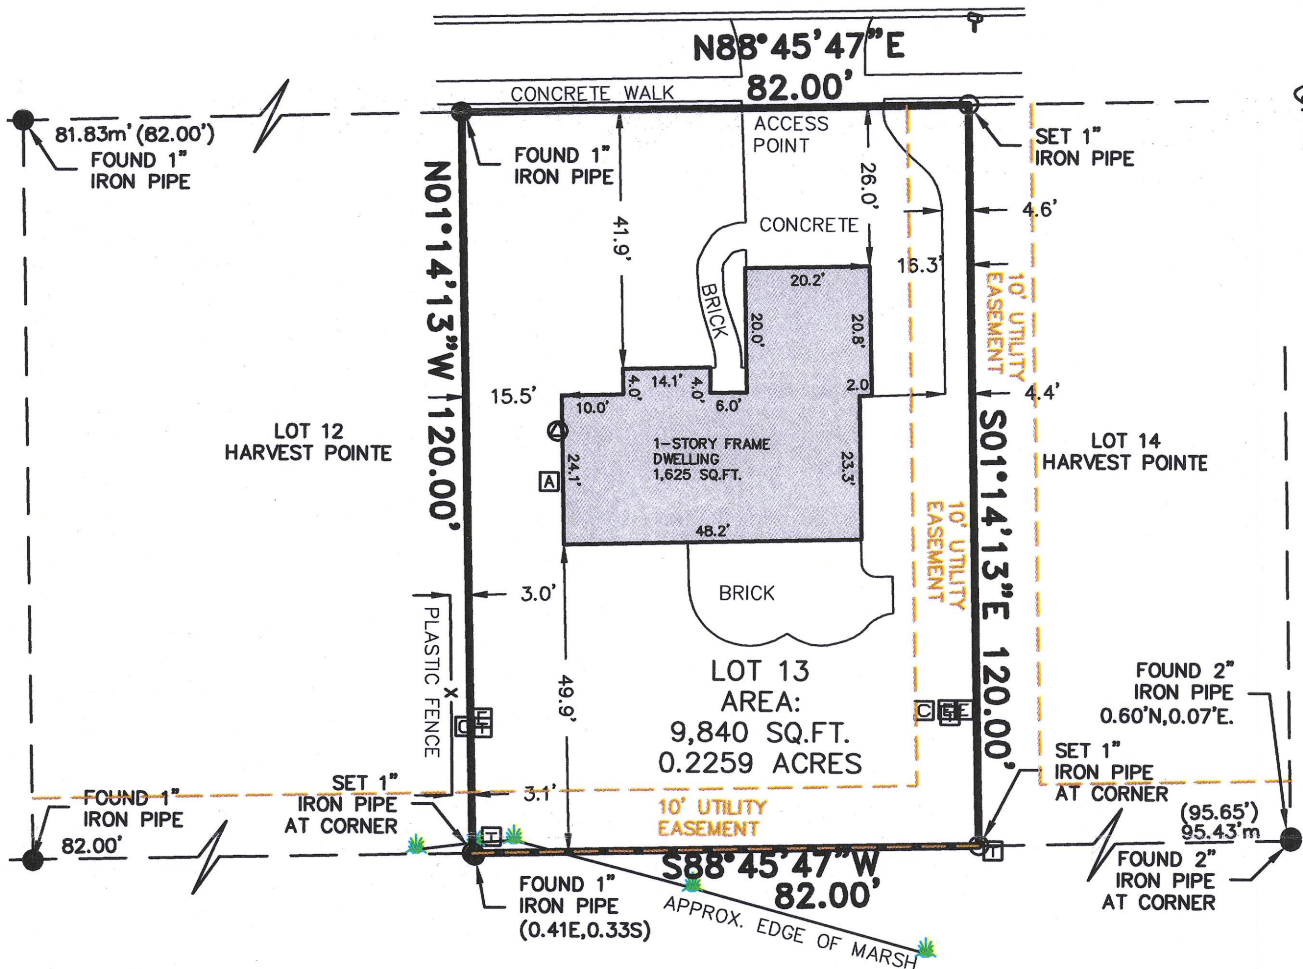 N88°45'47"E
82.00'
CONCRETE WALK
81.83m' (82.00')
FOUND 1"
IRON PIPE
FOUND 1"
IRON PIPE
ACCESS
POINT
SET 1"
IRON PIPE
N01°14'13"W 120.00'
41.9'
26.0'
CONCRETE
4.6'
16.3'
10' UTILITY
EASEMENT
BRICK
20.2'
20.0'
20.8'
15.5'
4.0'
14.1'
4.0'
10.0'
6.0'
2.0
4.4'
LOT 12
HARVEST POINTE
1-STORY FRAME
DWELLING
1,625 SQ.FT.
A
24.1'
23.3'
48.2'
LOT 14
HARVEST POINTE
S01°14'13"E 120.00'
10' UTILITY
EASEMENT
3.0'
BRICK
PLASTIC FENCE
X
49.9'
LOT 13
AREA:
9,840 SQ.FT.
0.2259 ACRES
C
E
FOUND 2"
IRON PIPE
0.60'N,0.07'E.
SET 1"
IRON PIPE
AT CORNER
3.1'
SET 1"
IRON PIPE
AT CORNER
FOUND 1"
IRON PIPE
82.00'
10' UTILITY
EASEMENT
T
T
(95.65')
95.43'm
FOUND 2"
IRON PIPE
AT CORNER
S88°45'47"W
82.00'
FOUND 1"
IRON PIPE
(0.41E,0.33S)
APPROX. EDGE OF MARSH